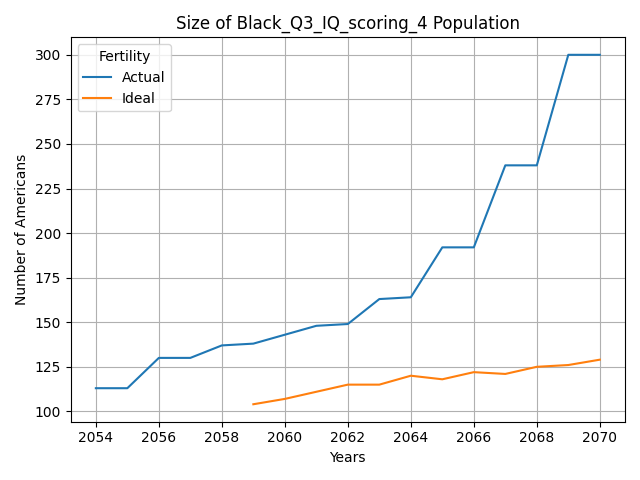 Size of Black_Q3_IQ_scoring_4 Population
Fertility
Actual
Ideal
Number of Americans
300
275
250
225
200
175
150
125
100
2054 2056 2058 2060 2062 2064 2066 2068 2070
Years